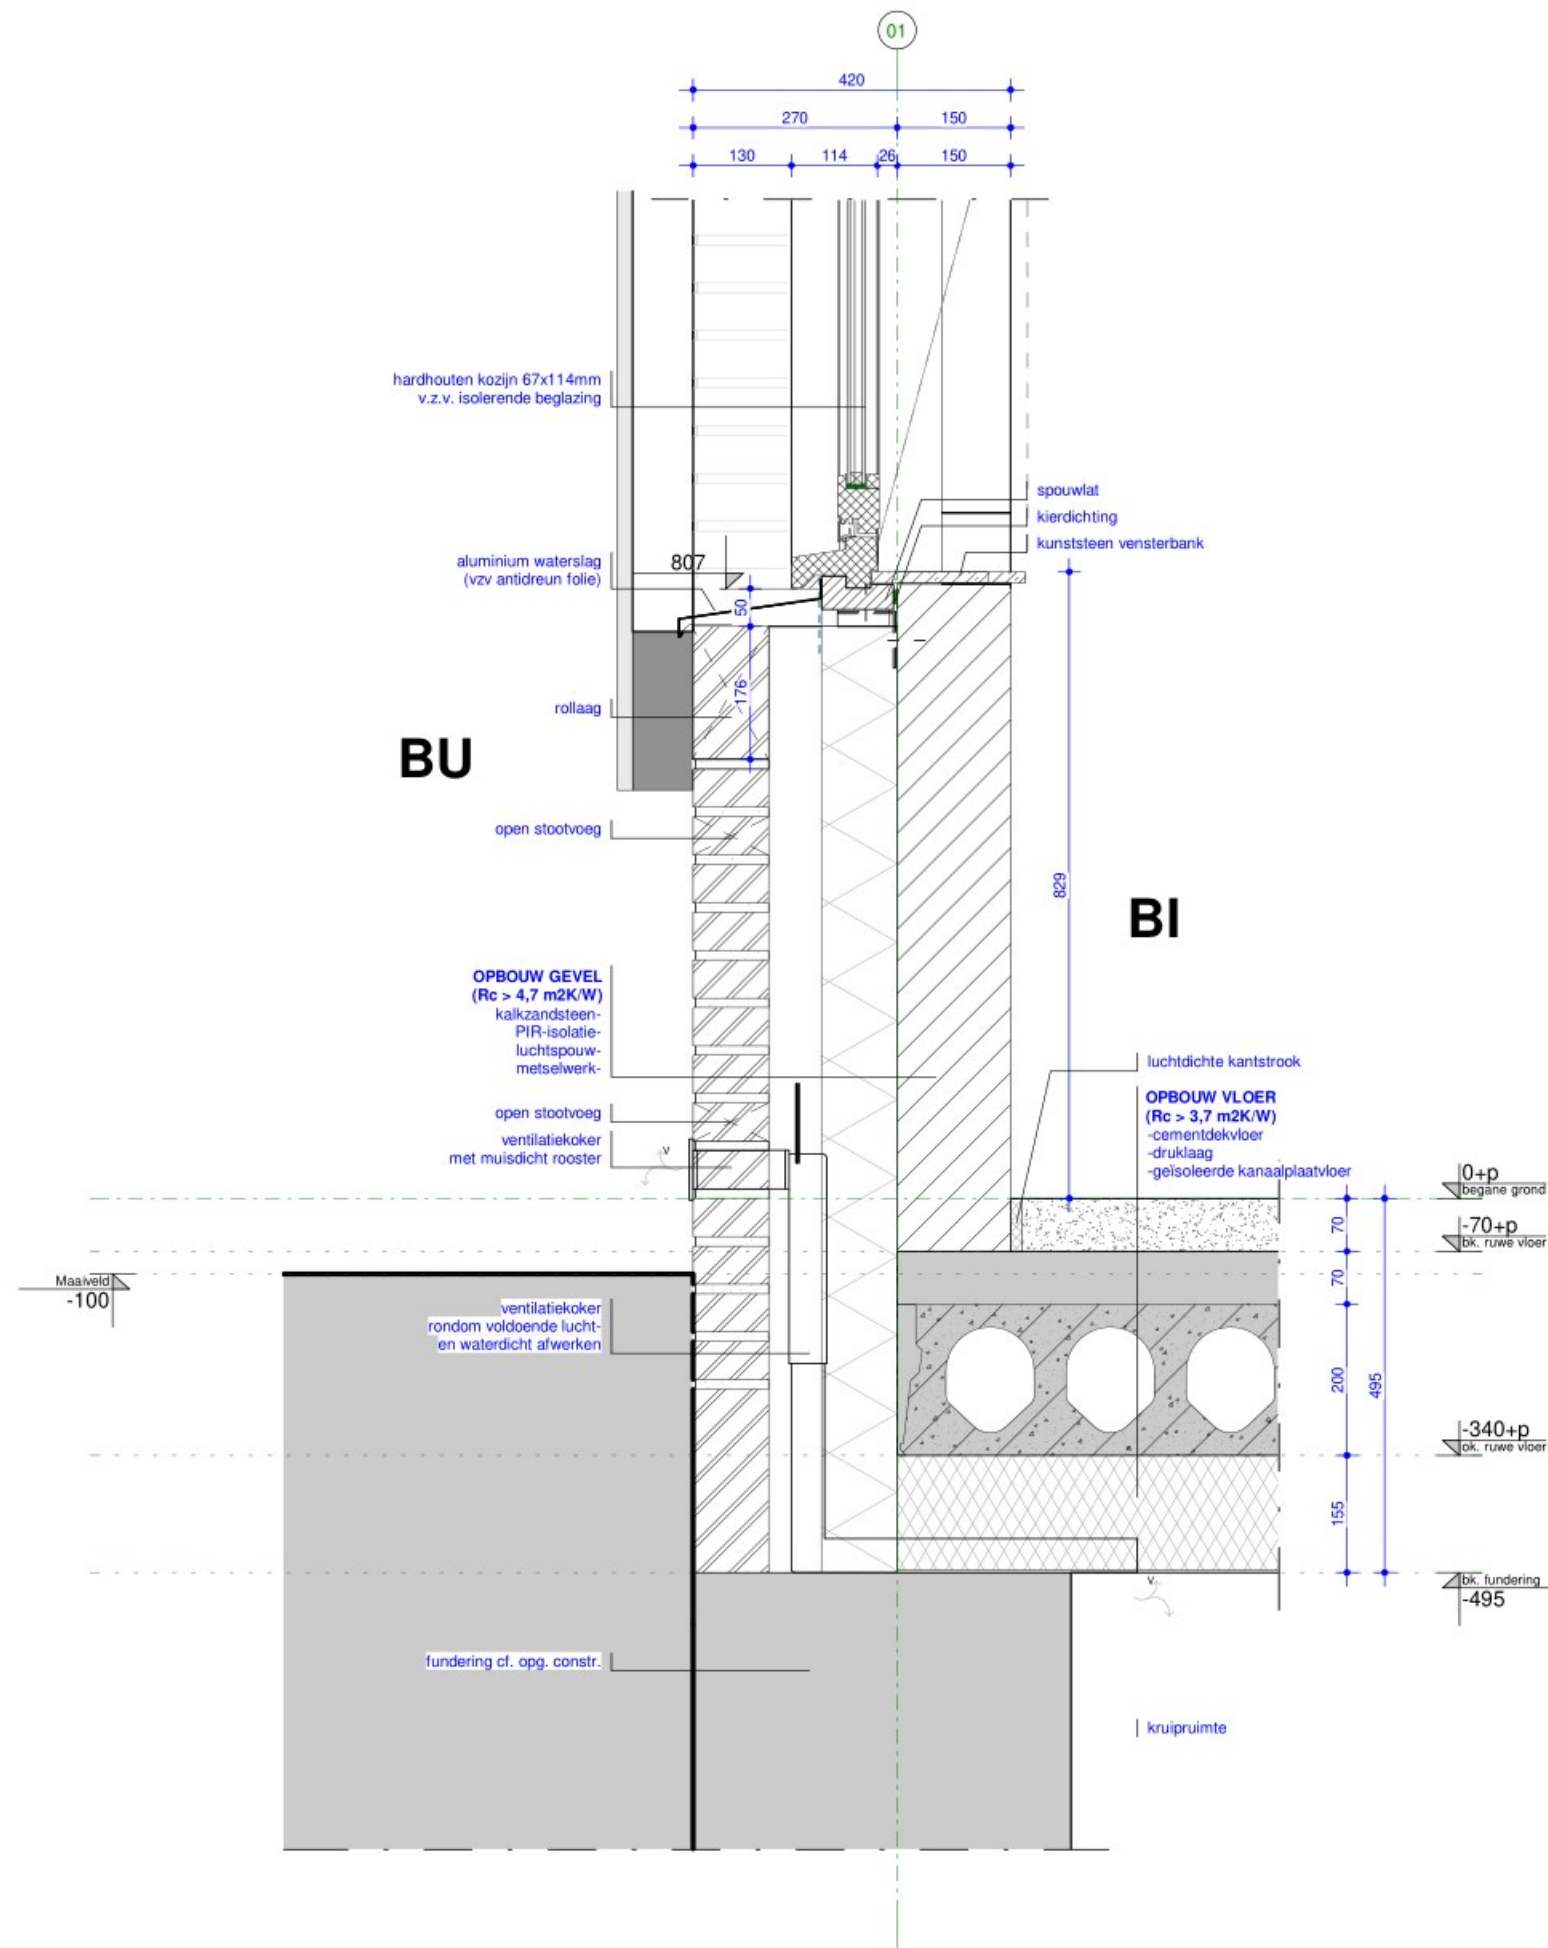 01
420
270
150
130
114
26
150
hardhouten kozijn 67x114mm
v.z.v. isolerende beglazing
spouwlat
kierdichting
kunststeen vensterbank
aluminium waterslag
(vzv antidreun folie)
807
50
176
rollaag
BU
open stootvoeg
829
BI
OPBOUW GEVEL
(Rc > 4,7 m2K/W)
kalkzandsteen-
PIR-isolatie-
luchtspouw-
metselwerk-
luchtdichte kantstrook
OPBOUW VLOER
(Rc > 3,7 m2K/W)
-cementdekvloer
-druklaag
-geïsoleerde kanaalplaatvloer
open stootvoeg
ventilatiekoker
met muisdicht rooster
v
0+p
begane grond
70
-70+p
bk. ruwe vloer
70
Maaiveld
-100
ventilatiekoker
rondom voldoende lucht-
en waterdicht afwerken
200
495
-340+p
ok. ruwe vloer
155
v
bk. fundering
-495
fundering cf. opg. constr.
kruipruimte